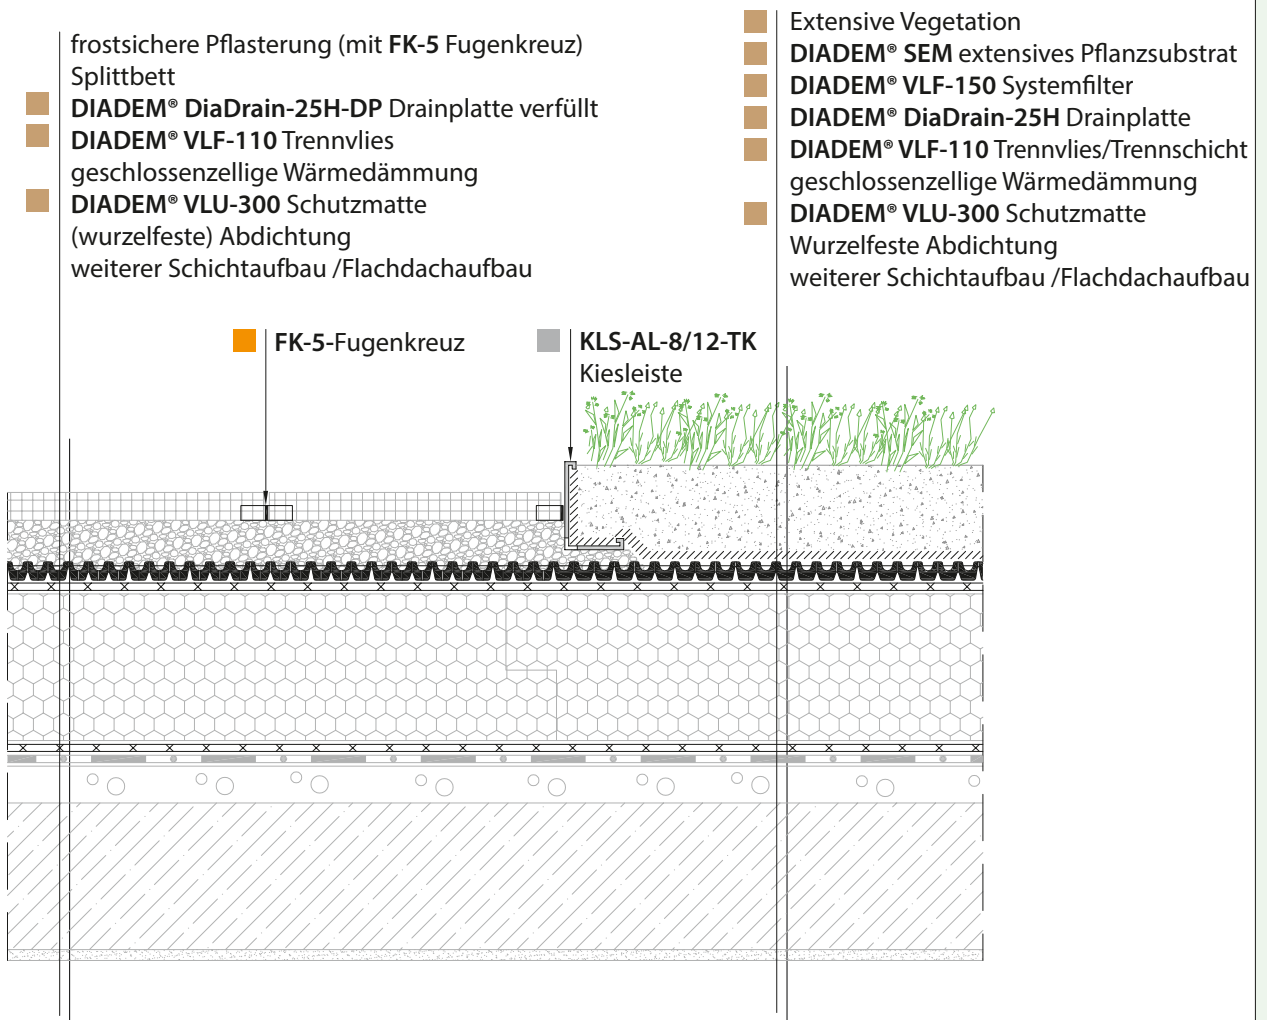 frostsichere Pflasterung (mit FK-5 Fugenkreuz)
Splittbett
DIADEM® DiaDrain-25H-DP Drainplatte verfüllt
DIADEM® VLF-110 Trennvlies
geschlossenzellige Wärmedämmung
DIADEM® VLU-300 Schutzmatte
(wurzelfeste) Abdichtung
weiterer Schichtaufbau /Flachdachaufbau
Extensive Vegetation
DIADEM® SEM extensives Pflanzsubstrat
DIADEM® VLF-150 Systemfilter
DIADEM® DiaDrain-25H Drainplatte
DIADEM® VLF-110 Trennvlies/Trennschicht
geschlossenzellige Wärmedämmung
DIADEM® VLU-300 Schutzmatte
Wurzelfeste Abdichtung
weiterer Schichtaufbau /Flachdachaufbau
FK-5-Fugenkreuz
KLS-AL-8/12-TK
Kiesleiste